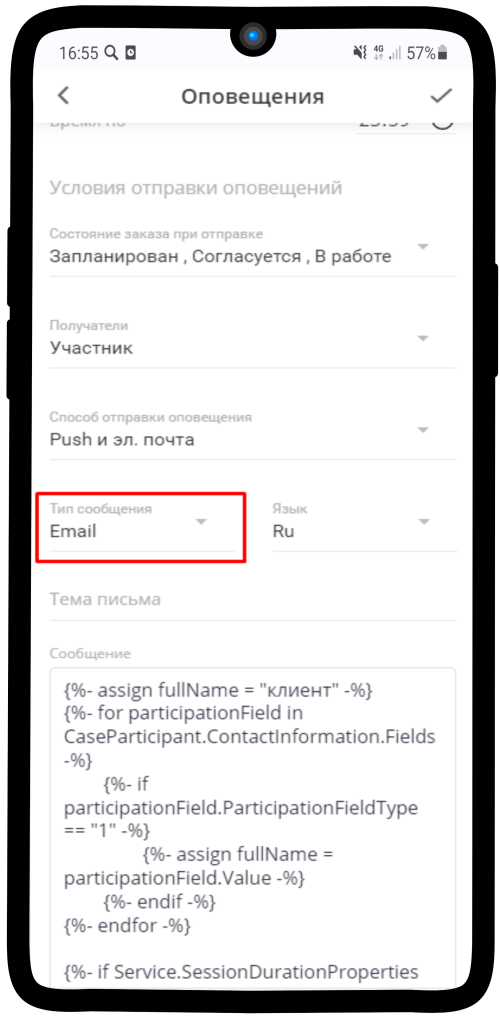 16:55
4G 57%
Оповещения
Время по 23:59
Условия отправки оповещений
Состояние заказа при отправке
Запланирован , Согласуется , В работе
Получатели
Участник
Способ отправки оповещения
Push и эл. почта
Тип сообщения Язык
Email Ru
Тема письма
Сообщение
{%- assign fullName = "клиент" -%}
{%- for participationField in
CaseParticipant.ContactInformation.Fields
-%}
{%- if
participationField.ParticipationFieldType
== "1" -%}
{%- assign fullName =
participationField.Value -%}
{%- endif -%}
{%- endfor -%}
{%- if Service.SessionDurationProperties